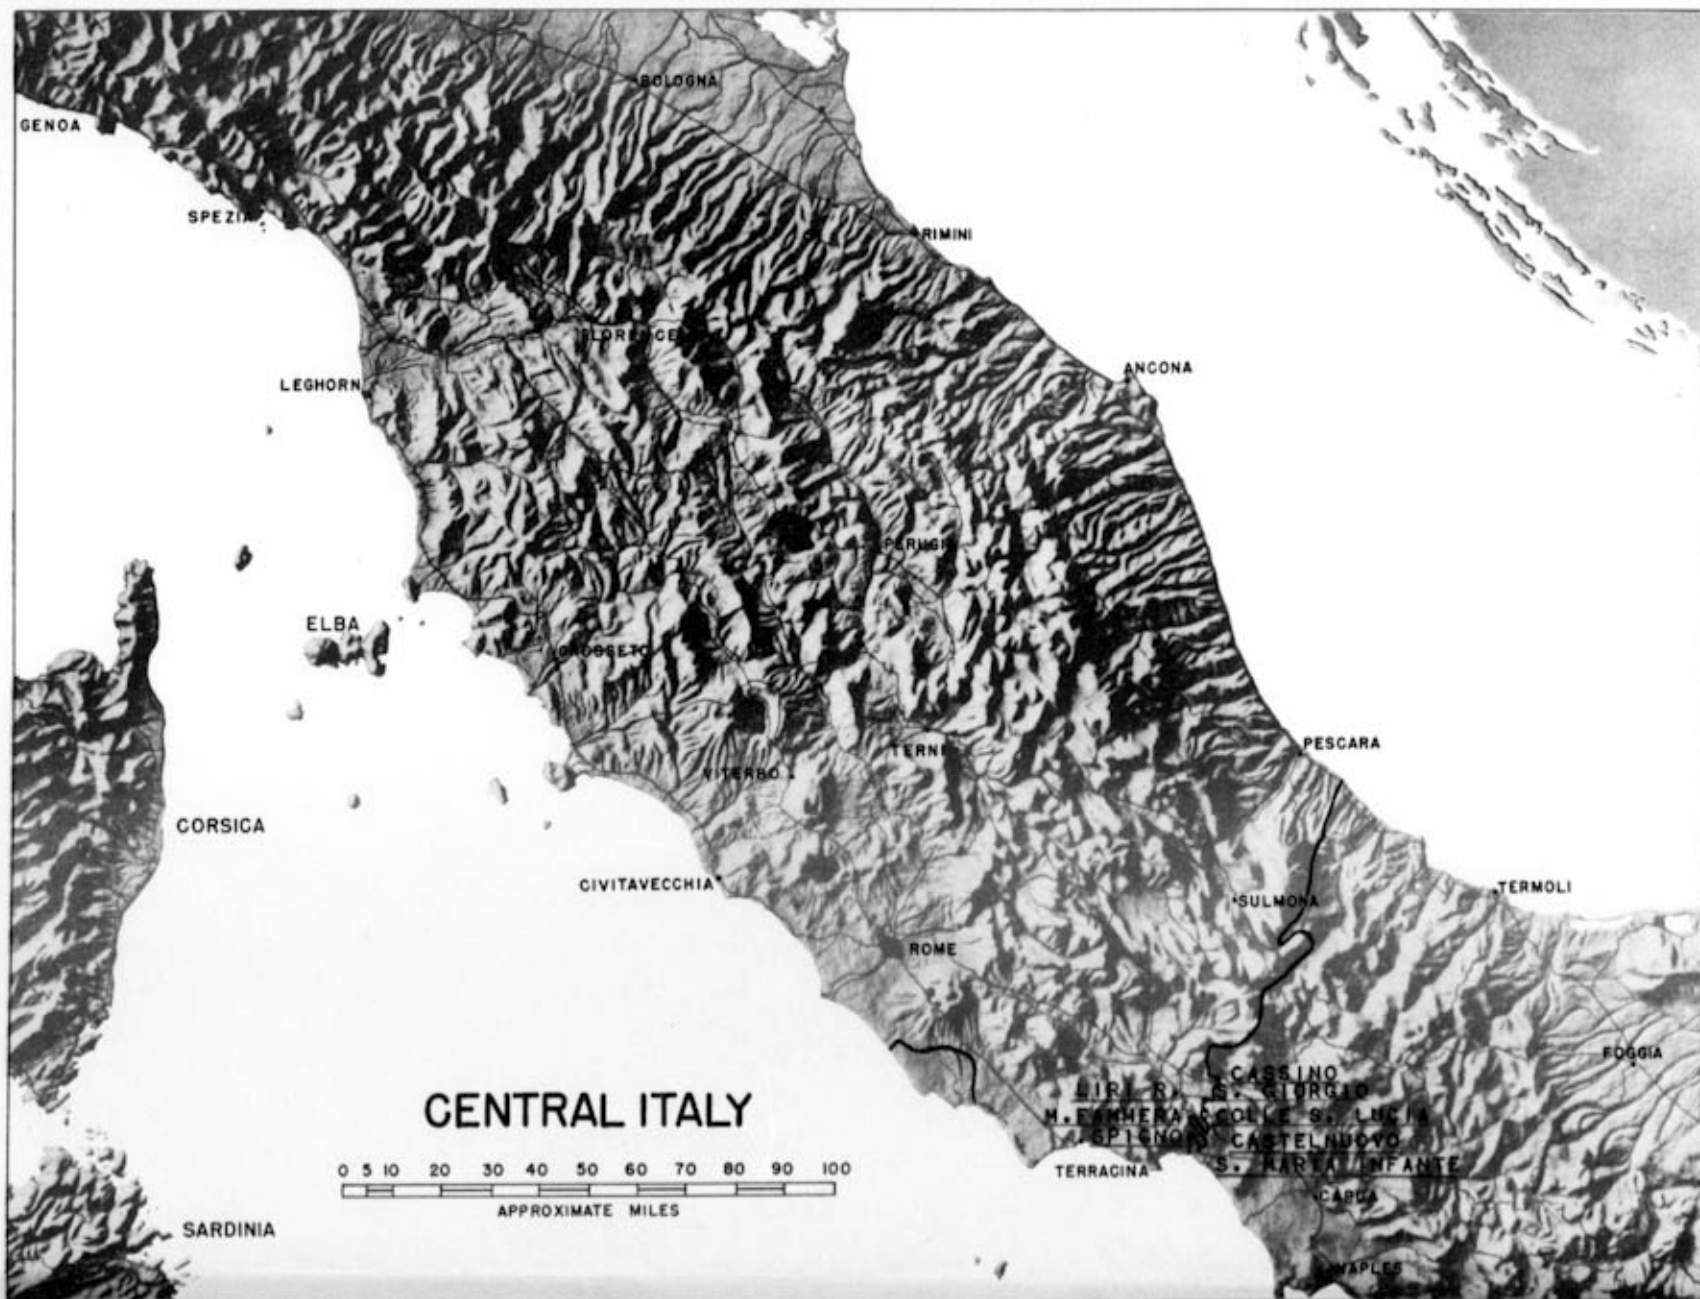 BOLOGNA
GENOA
SPEZIA
RIMINI
FLORENCE
ANCONA
LEGHORN
PERUGIA
ELBA
GROSSETO
PESCARA
TERNI
VITERBO
CORSICA
CIVITAVECCHIA
TERMOLI
SULMONA
ROME
FOGGIA
CASSINO
LIRI R. S. GIORGIO
M. FAMMERA COLLE S. LUCIA
SPIGNO CASTELNUOVO
S. MARIA INFANTE
TERRACINA
CAPUA
NAPLES
CENTRAL ITALY
0 5 10 20 30 40 50 60 70 80 90 100
APPROXIMATE MILES
SARDINIA